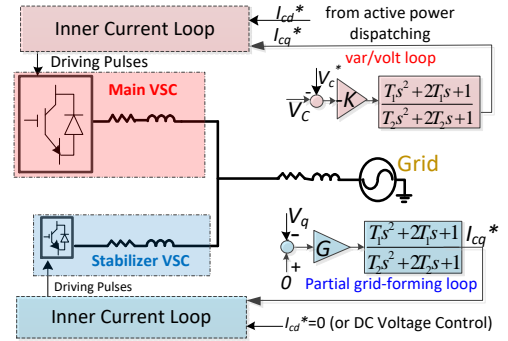 Inner Current Loop
Icd*
from active power
dispatching
Icq*
Driving Pulses
var/volt loop
Main VSC
Vc*
-
VC
-K
T1s²+2T1s+1
T2s²+2T2s+1
Grid
Vq
-
G
+
0
T1s²+2T1s+1
T2s²+2T2s+1
Icq*
Stabilizer VSC
Partial grid-forming loop
Driving Pulses
Inner Current Loop
Icd*=0 (or DC Voltage Control)